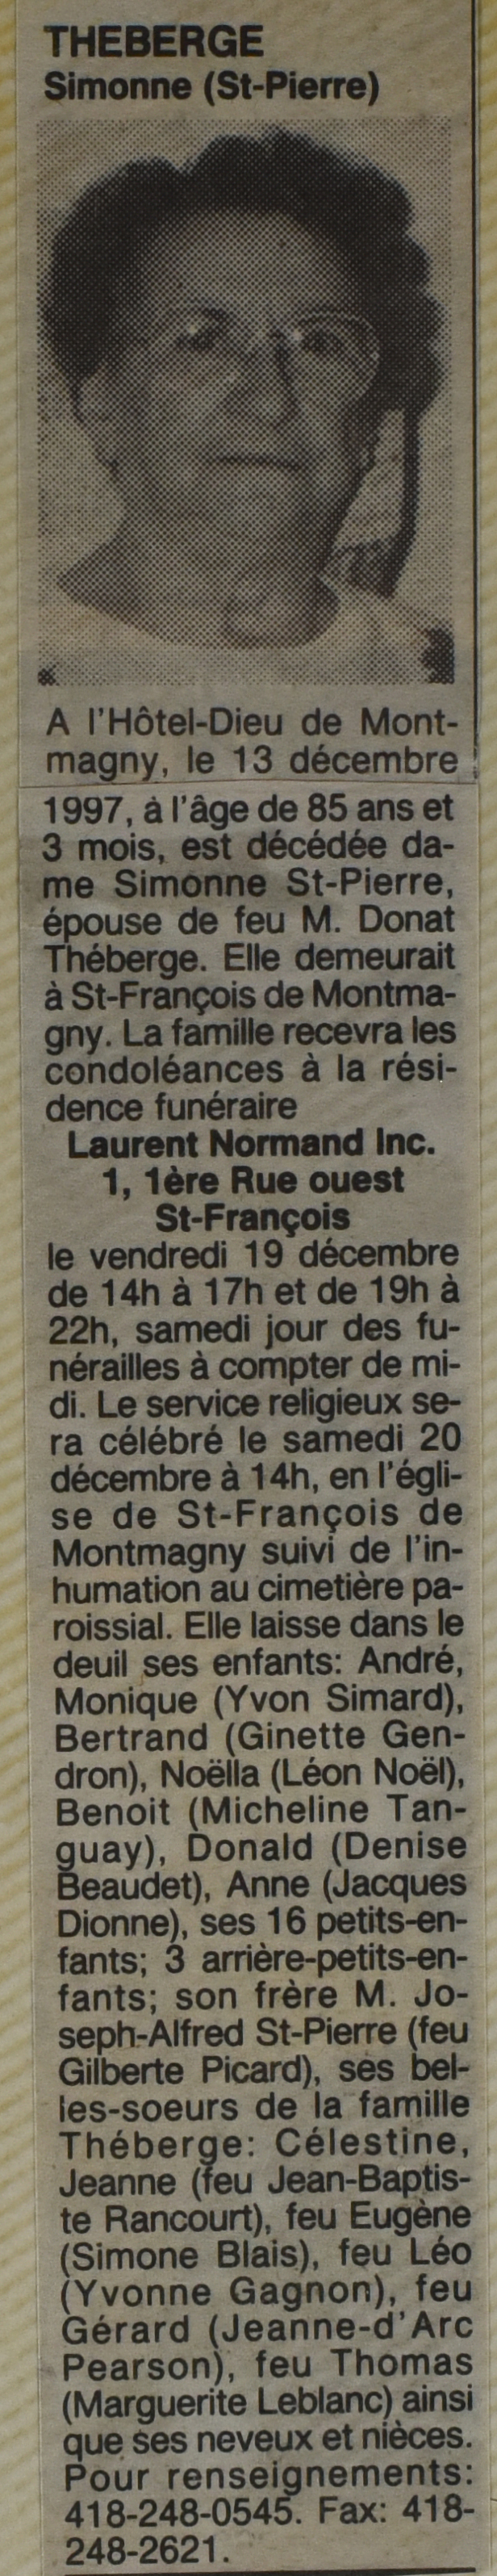 THEBERGE
Simonne (St-Pierre)
A l'Hôtel-Dieu de Mont-
magny, le 13 décembre
1997, à l'âge de 85 ans et
3 mois, est décédée da-
me Simonne St-Pierre,
épouse de feu M. Donat
Théberge. Elle demeurait
à St-François de Montma-
gny. La famille recevra les
condoléances à la rési-
dence funéraire
Laurent Normand Inc.
1, 1ère Rue ouest
St-François
le vendredi 19 décembre
de 14h à 17h et de 19h à
22h, samedi jour des fu-
nérailles à compter de mi-
di. Le service religieux se-
ra célébré le samedi 20
décembre à 14h, en l'égli-
se de St-François de
Montmagny suivi de l'in-
humation au cimetière pa-
roissial. Elle laisse dans le
deuil ses enfants: André,
Monique (Yvon Simard),
Bertrand (Ginette Gen-
dron), Noëlla (Léon Noël),
Benoit (Micheline Tan-
guay), Donald (Denise
Beaudet), Anne (Jacques
Dionne), ses 16 petits-en-
fants; 3 arrière-petits-en-
fants; son frère M. Jo-
seph-Alfred St-Pierre (feu
Gilberte Picard), ses bel-
les-soeurs de la famille
Théberge: Célestine,
Jeanne (feu Jean-Baptis-
te Rancourt), feu Eugène
(Simone Blais), feu Léo
(Yvonne Gagnon), feu
Gérard (Jeanne-d'Arc
Pearson), feu Thomas
(Marguerite Leblanc) ainsi
que ses neveux et nièces.
Pour renseignements:
418-248-0545. Fax: 418-
248-2621.